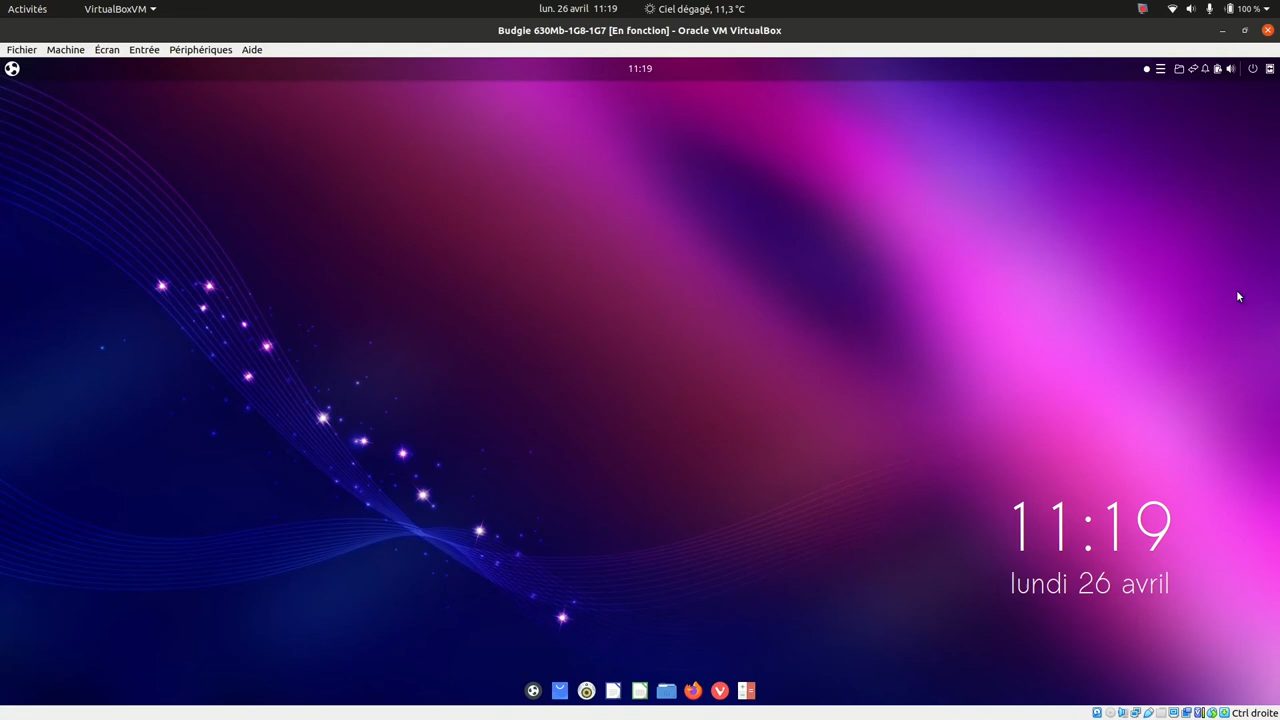 Activités VirtualBoxVM lun. 26 avril 11:19 Ciel dégagé, 11,3 °C 100 %
Budgie 630Mb-1G8-1G7 [En fonction] - Oracle VM VirtualBox
Fichier Machine Écran Entrée Périphériques Aide
11:19
11:19
lundi 26 avril
Ctrl droite